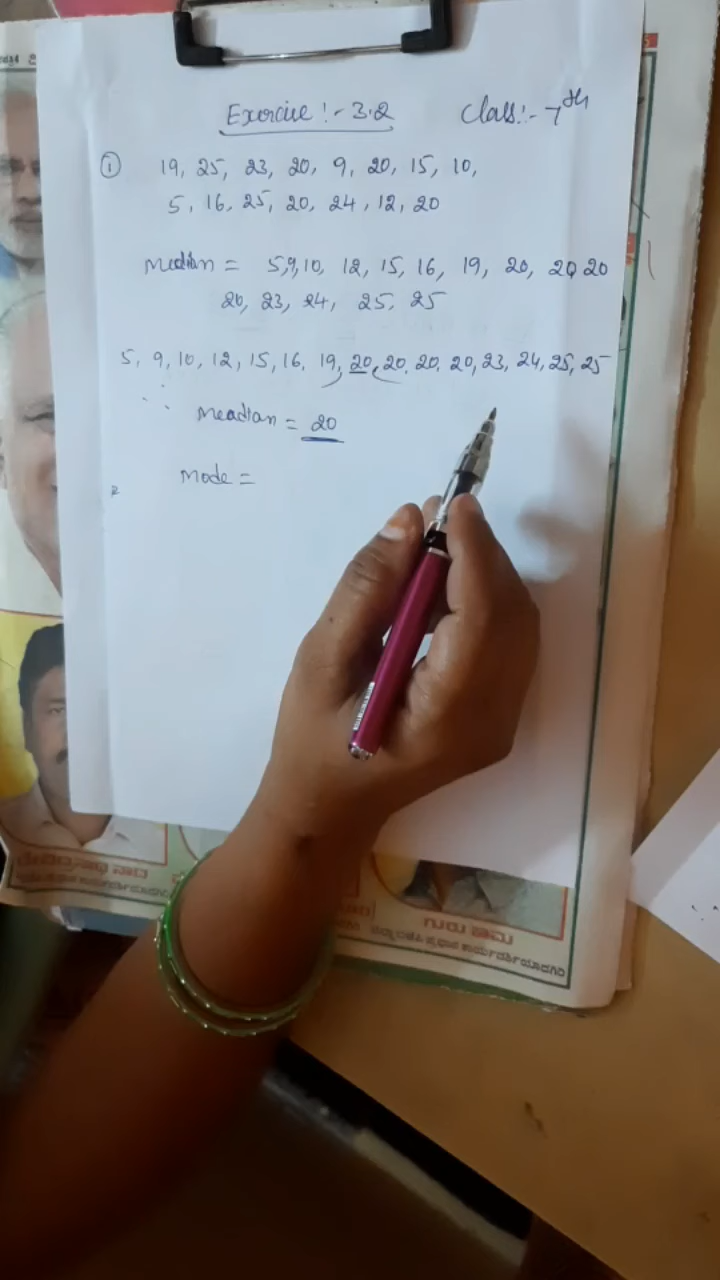 Exercise :- 3.2 Class :- 7th
① 19, 25, 23, 20, 9, 20, 15, 10,
5, 16, 25, 20, 24, 12, 20
Median = 5, 9, 10, 12, 15, 16, 19, 20, 20 20
20, 23, 24, 25, 25
5, 9, 10, 12, 15, 16, 19, 20, 20, 20, 20, 23, 24, 25, 25
Meadian = 20
Mode =
ಗುರು ಕಾಮ